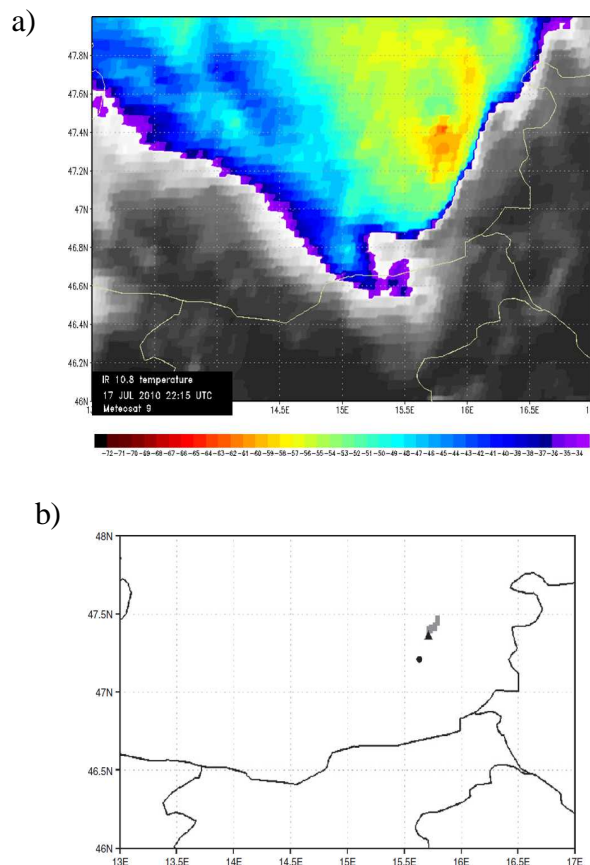 a)
47.8N
47.6N
47.4N
47.2N
47N
46.8N
46.6N
46.4N
46.2N
46N
IR 10.8 temperature
17 JUL 2010 22:15 UTC
Meteosat 9
14.5E 15E 15.5E 16E 16.5E
-72-71-70-69-68-67-66-65-64-63-62-61-60-59-58-57-56-55-54-53-52-51-50-49-48-47-46-45-44-43-42-41-40-39-38-37-36-35-34
b)
48N
47.5N
47N
46.5N
46N
13E 13.5E 14E 14.5E 15E 15.5E 16E 16.5E 17E